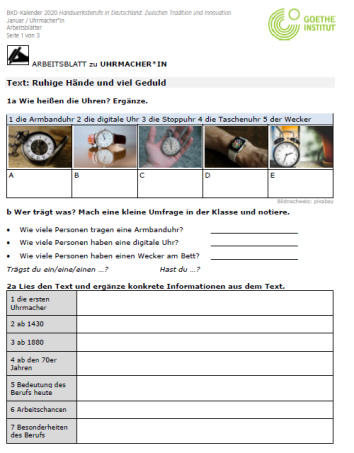 BKD-Kalender 2020 Handwerksberufe in Deutschland: Zwischen Tradition und Innovation
Januar / Uhrmacher*in
Arbeitsblätter
Seite 1 von 3
GOETHE
INSTITUT
ARBEITSBLATT zu UHRMACHER*IN
Text: Ruhige Hände und viel Geduld
1a Wie heißen die Uhren? Ergänze.
1 die Armbanduhr 2 die digitale Uhr 3 die Stoppuhr 4 die Taschenuhr 5 der Wecker
A B C D E
Bildnachweis: pixabay
b Wer trägt was? Mach eine kleine Umfrage in der Klasse und notiere.
• Wie viele Personen tragen eine Armbanduhr?
• Wie viele Personen haben eine digitale Uhr?
• Wie viele Personen haben einen Wecker am Bett?
Trägst du ein/eine/einen …? Hast du …?
2a Lies den Text und ergänze konkrete Informationen aus dem Text.
1 die ersten
Uhrmacher
2 ab 1430
3 ab 1880
4 ab den 70er
Jahren
5 Bedeutung des
Berufs heute
6 Arbeitschancen
7 Besonderheiten
des Berufs